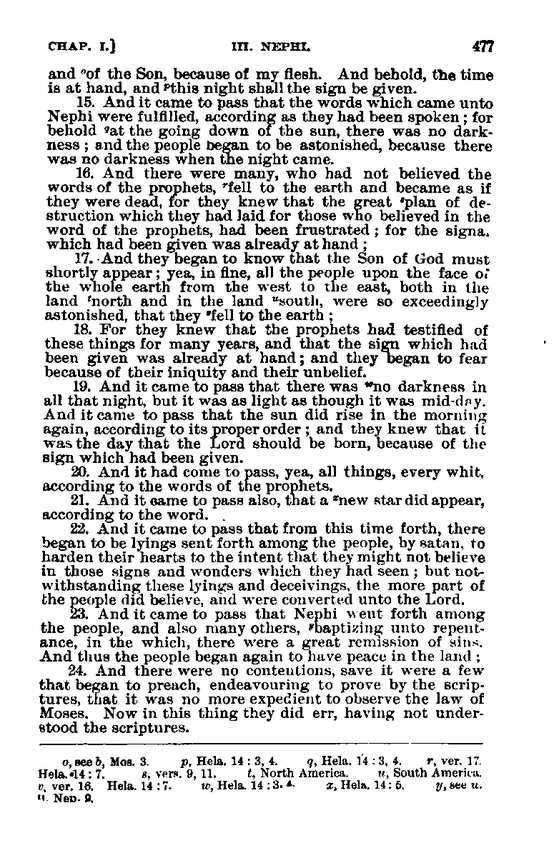 CHAP. I.] III. NEPHI. 477
and ºof the Son, because of my flesh. And behold, the time
is at hand, and ᵖthis night shall the sign be given.
15. And it came to pass that the words which came unto
Nephi were fulfilled, according as they had been spoken; for
behold ᑫat the going down of the sun, there was no dark-
ness; and the people began to be astonished, because there
was no darkness when the night came.
16. And there were many, who had not believed the
words of the prophets, ʳfell to the earth and became as if
they were dead, for they knew that the great ˢplan of de-
struction which they had laid for those who believed in the
word of the prophets, had been frustrated; for the signa.
which had been given was already at hand;
17. And they began to know that the Son of God must
shortly appear; yea, in fine, all the people upon the face of
the whole earth from the west to the east, both in the
land ᵗnorth and in the land ᵘsouth, were so exceedingly
astonished, that they ᵛfell to the earth;
18. For they knew that the prophets had testified of
these things for many years, and that the sign which had
been given was already at hand; and they began to fear
because of their iniquity and their unbelief.
19. And it came to pass that there was ʷno darkness in
all that night, but it was as light as though it was mid-day.
And it came to pass that the sun did rise in the morning
again, according to its proper order; and they knew that it
was the day that the Lord should be born, because of the
sign which had been given.
20. And it had come to pass, yea, all things, every whit,
according to the words of the prophets.
21. And it came to pass also, that a ˣnew star did appear,
according to the word.
22. And it came to pass that from this time forth, there
began to be lyings sent forth among the people, by satan, to
harden their hearts to the intent that they might not believe
in those signs and wonders which they had seen; but not-
withstanding these lyings and deceivings, the more part of
the people did believe, and were converted unto the Lord.
23. And it came to pass that Nephi went forth among
the people, and also many others, ʸbaptizing unto repent-
ance, in the which, there were a great remission of sins.
And thus the people began again to have peace in the land;
24. And there were no contentions, save it were a few
that began to preach, endeavouring to prove by the scrip-
tures, that it was no more expedient to observe the law of
Moses. Now in this thing they did err, having not under-
stood the scriptures.
o, see b, Mos. 3. p, Hela. 14:3, 4. q, Hela. 14:3, 4. r, ver. 17.
Hela. 14:7. s, vers. 9, 11. t, North America. u, South America.
v, ver. 16. Hela. 14:7. w, Hela. 14:3, 4. x, Hela. 14:5. y, see u.
Nep. 9.